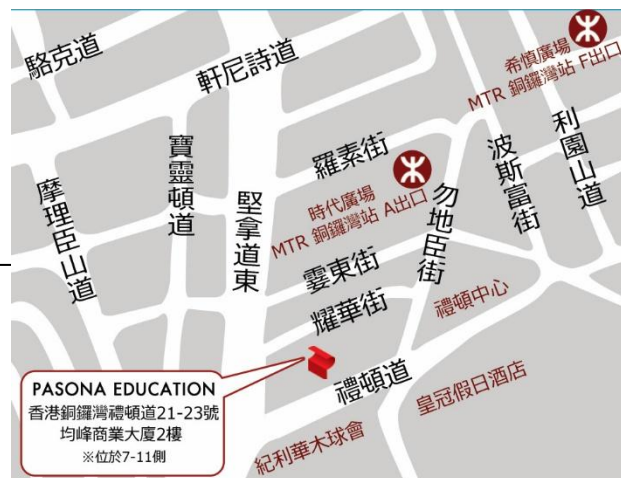 駱克道
軒尼詩道
希慎廣場
MTR 銅鑼灣站 F出口
利園山道
波斯富街
羅素街
寶靈頓道
摩理臣山道
堅拿道東
時代廣場
MTR 銅鑼灣站 A出口
勿地臣街
霎東街
耀華街
禮頓中心
禮頓道
皇冠假日酒店
紀利華木球會
PASONA EDUCATION
香港銅鑼灣禮頓道21-23號
均峰商業大廈2樓
※位於7-11側